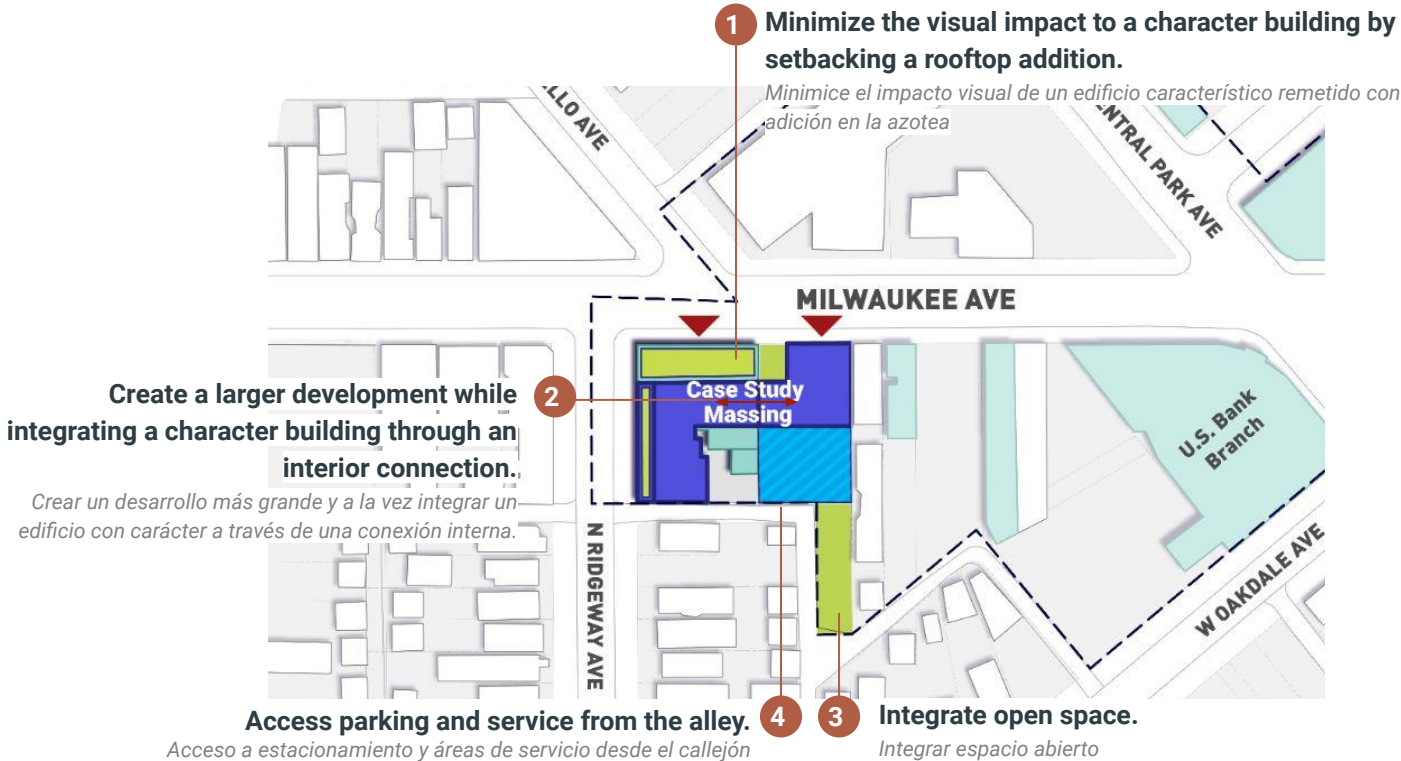 1
Minimize the visual impact to a character building by
setbacking a rooftop addition.
Minimice el impacto visual de un edificio característico remetido con
adición en la azotea
LLO AVE
ENTRAL PARK AVE
MILWAUKEE AVE
Case Study
Massing
Create a larger development while
integrating a character building through an
interior connection.
2
Crear un desarrollo más grande y a la vez integrar un
edificio con carácter a través de una conexión interna.
U.S. Bank
Branch
N RIDGEWAY AVE
W OAKDALE AVE
Access parking and service from the alley.
4
Acceso a estacionamiento y áreas de servicio desde el callejón
3
Integrate open space.
Integrar espacio abierto